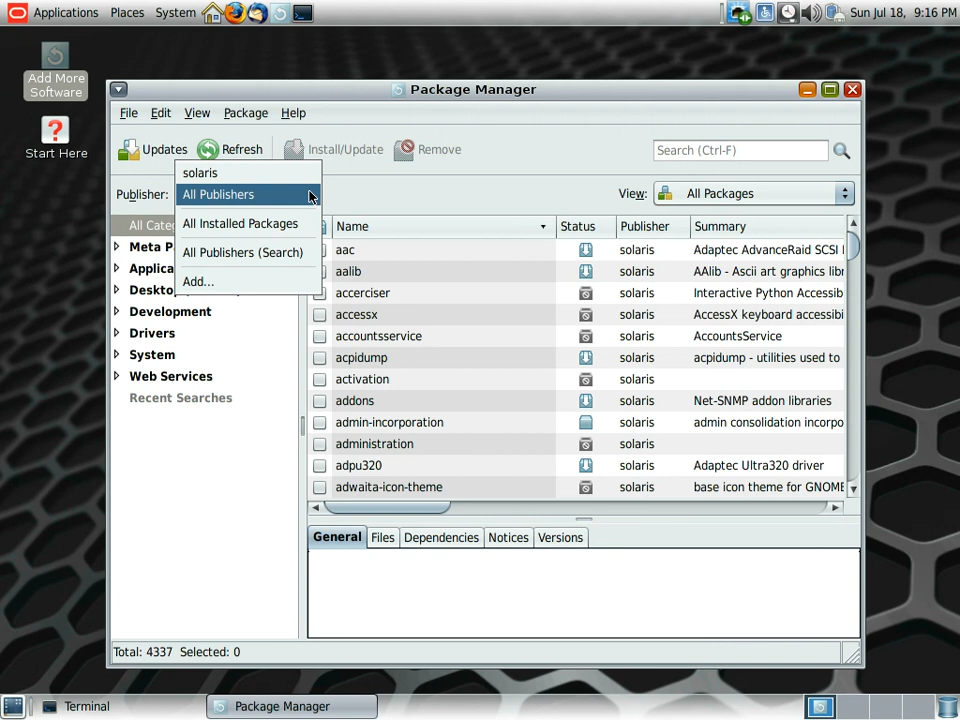 Applications Places System
Sun Jul 18, 9:16 PM
Add More
Software
Start Here
Package Manager
File Edit View Package Help
Updates Refresh Install/Update Remove
Search (Ctrl-F)
Publisher:
solaris
All Publishers
All Installed Packages
All Publishers (Search)
Add...
View: All Packages
All Cate
Meta P
Applica
Deskto
Development
Drivers
System
Web Services
Recent Searches
Name Status Publisher Summary
aac solaris Adaptec AdvanceRaid SCSI
aalib solaris AAlib - Ascii art graphics libr
accerciser solaris Interactive Python Accessib
accessx solaris AccessX keyboard accessibi
accountsservice solaris AccountsService
acpidump solaris acpidump - utilities used to
activation solaris
addons solaris Net-SNMP addon libraries
admin-incorporation solaris admin consolidation incorpo
administration solaris
adpu320 solaris Adaptec Ultra320 driver
adwaita-icon-theme solaris base icon theme for GNOME
General Files Dependencies Notices Versions
Total: 4337 Selected: 0
Terminal
Package Manager